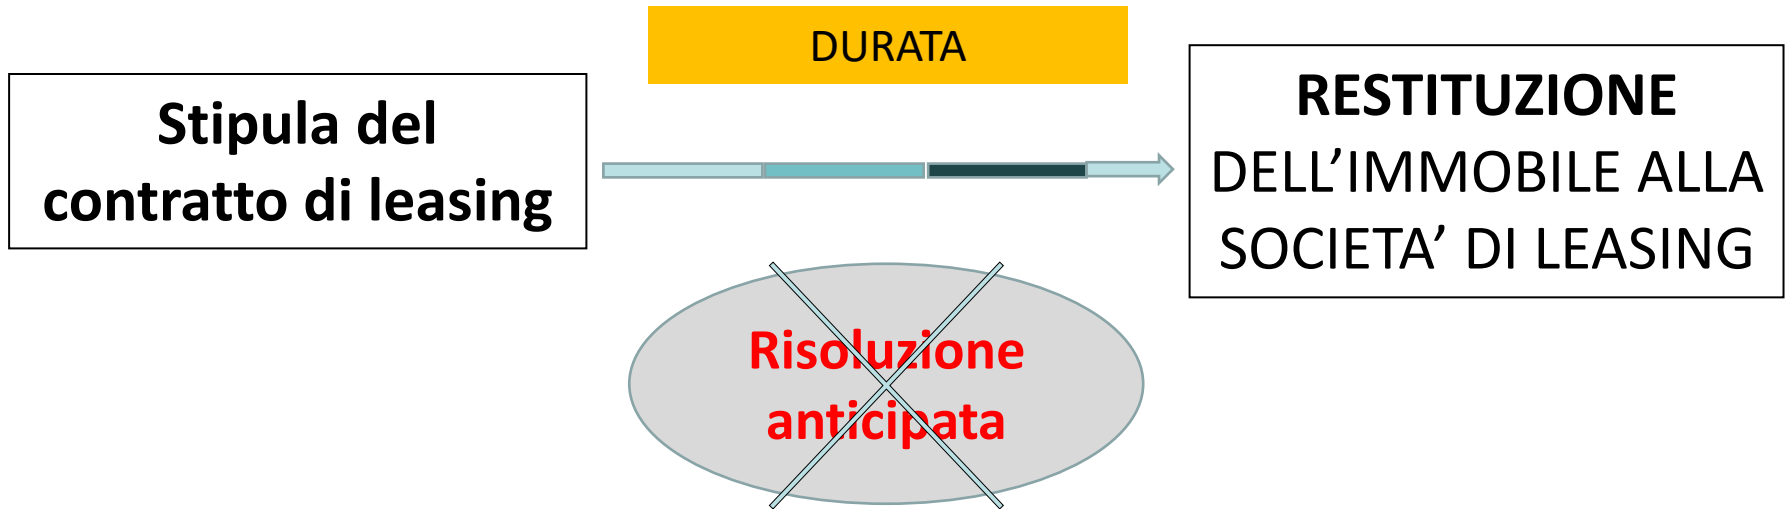 Stipula del
contratto di leasing
DURATA
RESTITUZIONE
DELL’IMMOBILE ALLA
SOCIETA’ DI LEASING
Risoluzione
anticipata